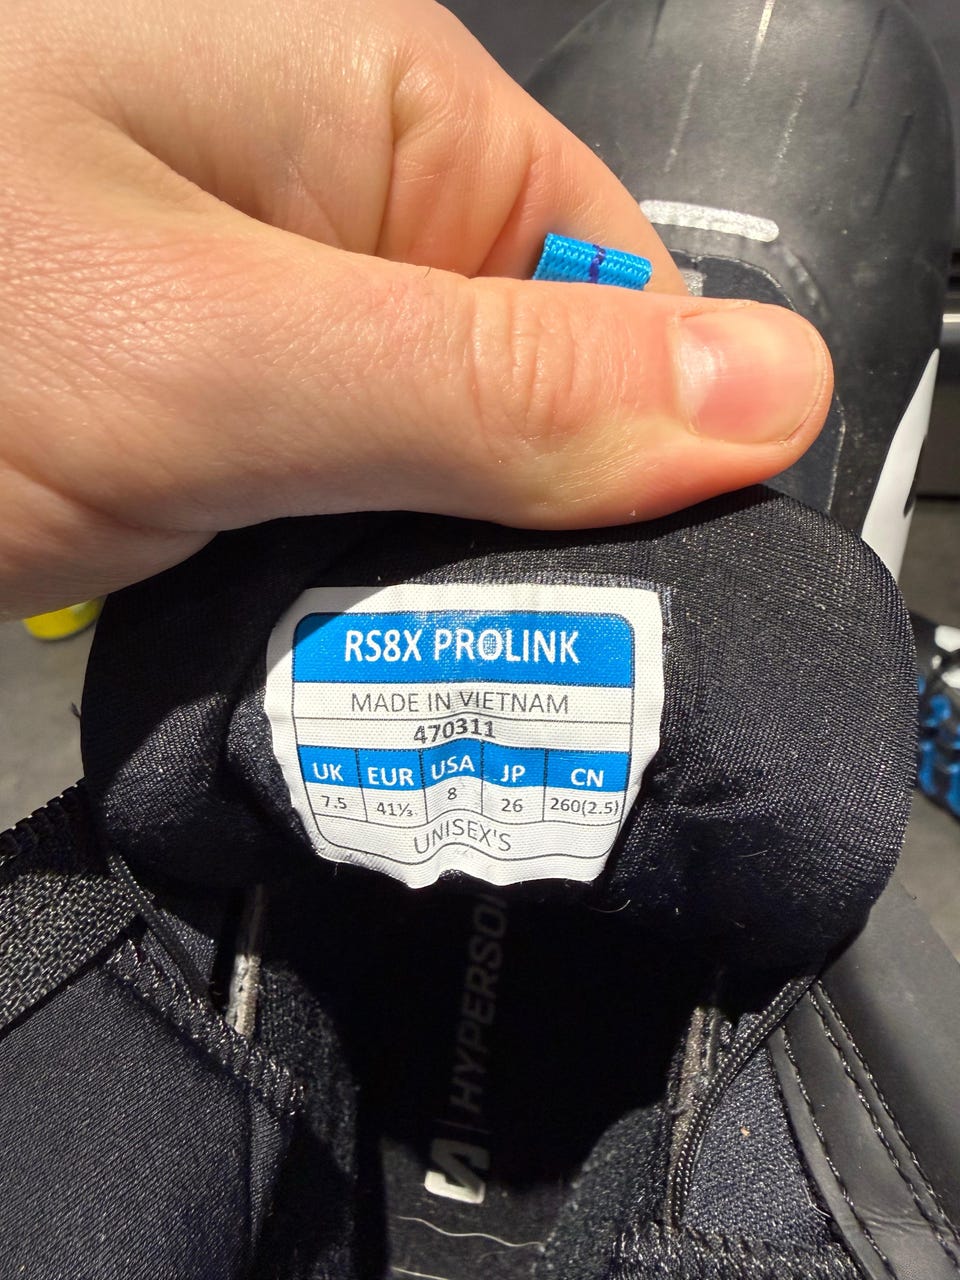 RS8X PROLINK
MADE IN VIETNAM
470311
UK EUR USA JP CN
7.5 41⅓ 8 26 260(2.5)
UNISEX'S